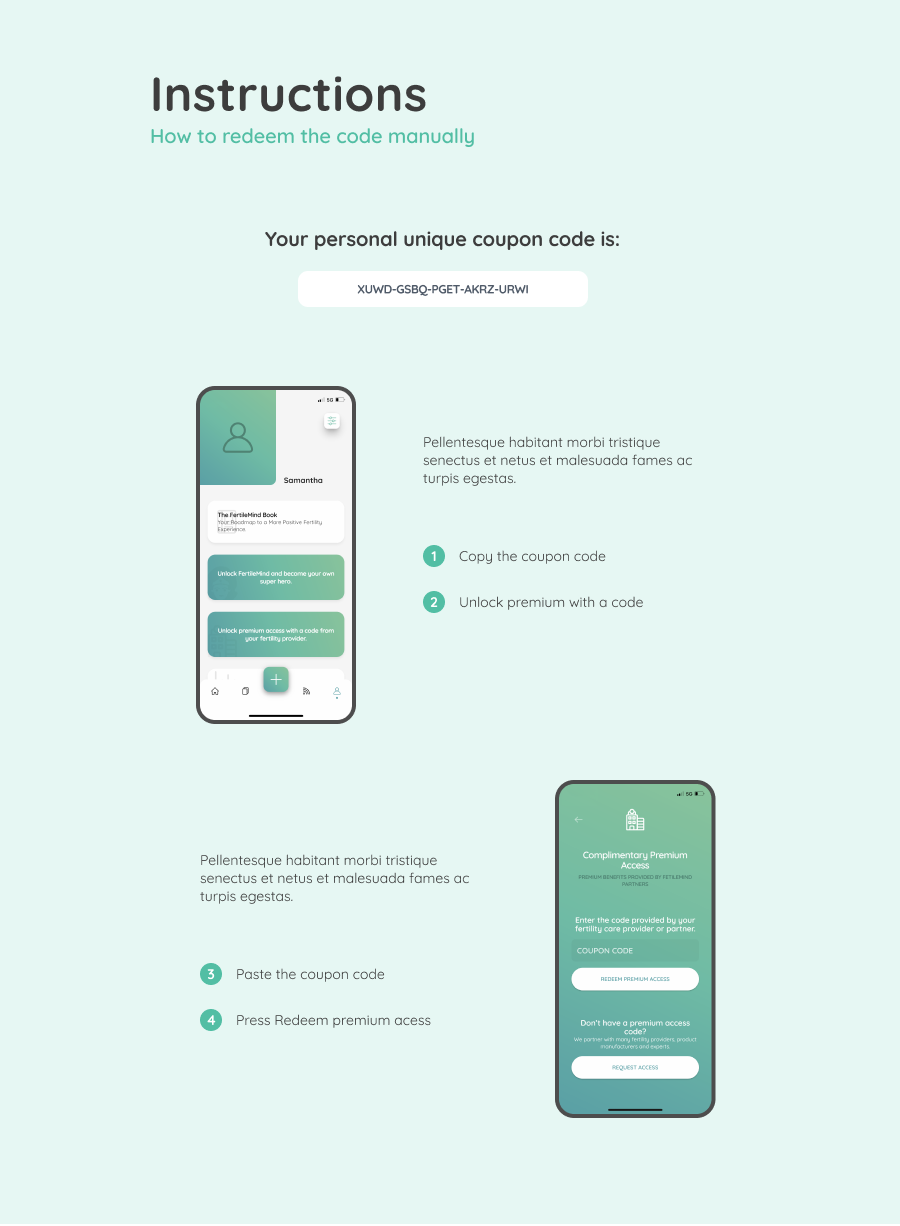 Instructions
How to redeem the code manually
Your personal unique coupon code is:
XUWD-GSBQ-PGET-AKRZ-URWI
5G
Samantha
The FertileMind Book
Your Roadmap to a More Positive Fertility
Experience.
Unlock FertileMind and become your own
super hero.
Unlock premium access with a code from
your fertility provider.
Pellentesque habitant morbi tristique
senectus et netus et malesuada fames ac
turpis egestas.
1 Copy the coupon code
2 Unlock premium with a code
Pellentesque habitant morbi tristique
senectus et netus et malesuada fames ac
turpis egestas.
3 Paste the coupon code
4 Press Redeem premium acess
5G
Complimentary Premium
Access
PREMIUM BENEFITS PROVIDED BY FETILEMIND
PARTNERS
Enter the code provided by your
fertility care provider or partner.
COUPON CODE
REDEEM PREMIUM ACCESS
Don't have a premium access
code?
We partner with many fertility providers, product
manufacturers and experts.
REQUEST ACCESS